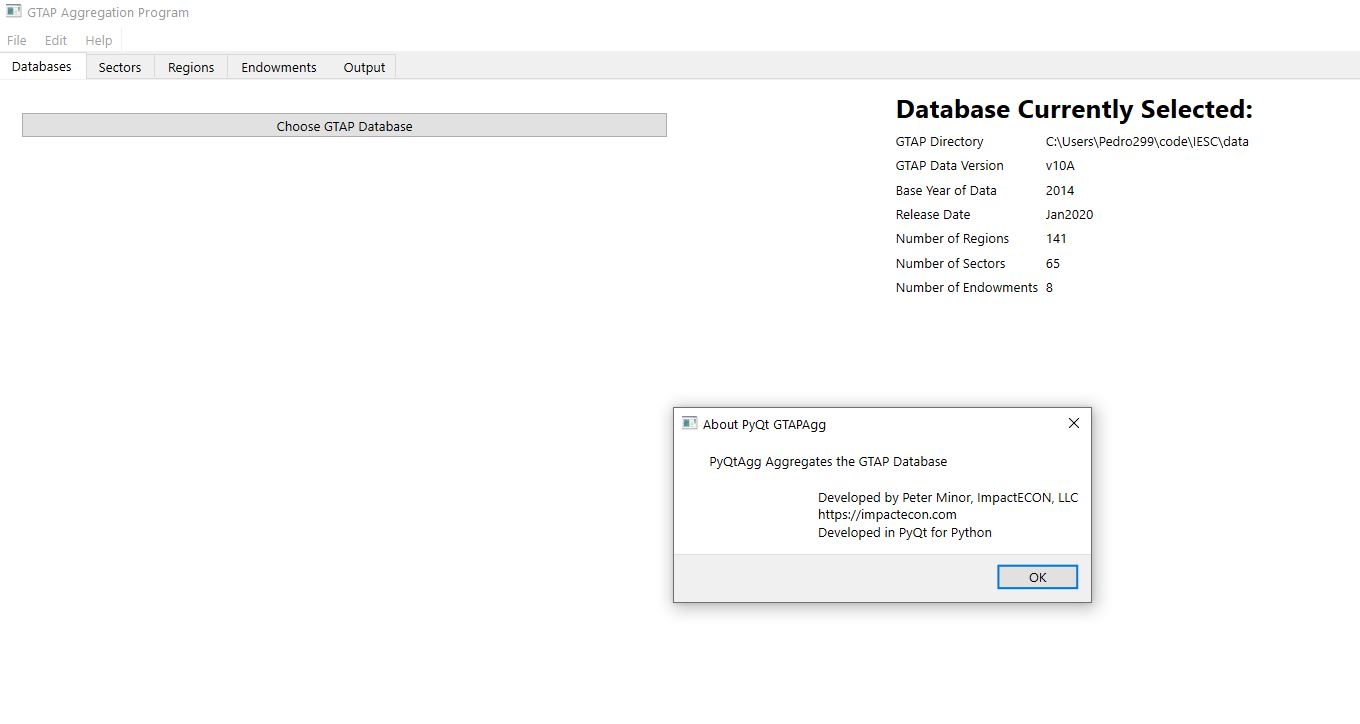 GTAP Aggregation Program
File Edit Help
Databases Sectors Regions Endowments Output
Choose GTAP Database
Database Currently Selected:
GTAP Directory C:\Users\Pedro299\code\IESC\data
GTAP Data Version v10A
Base Year of Data 2014
Release Date Jan2020
Number of Regions 141
Number of Sectors 65
Number of Endowments 8
About PyQt GTAPAgg
PyQtAgg Aggregates the GTAP Database
Developed by Peter Minor, ImpactECON, LLC
https://impactecon.com
Developed in PyQt for Python
OK